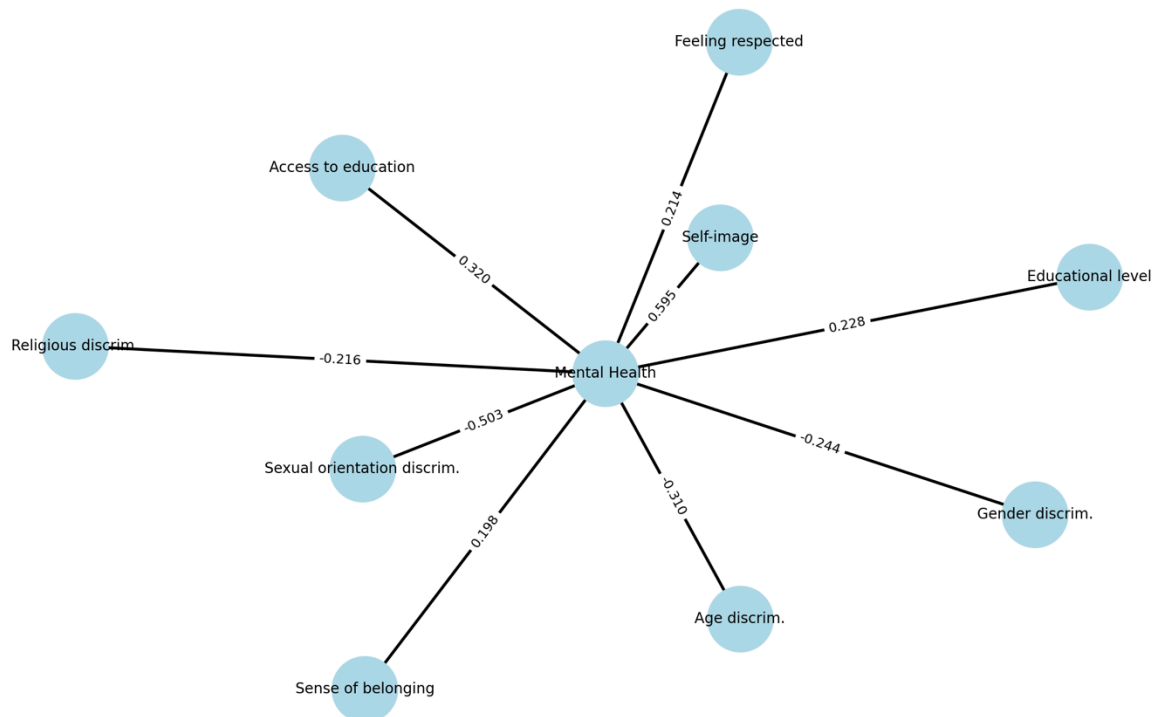 Feeling respected
Access to education
0.214
Self-image
0.320
Educational level
0.595
0.228
Religious discrim.
-0.216
Mental Health
-0.503
-0.244
Sexual orientation discrim.
-0.310
Gender discrim.
0.198
Age discrim.
Sense of belonging